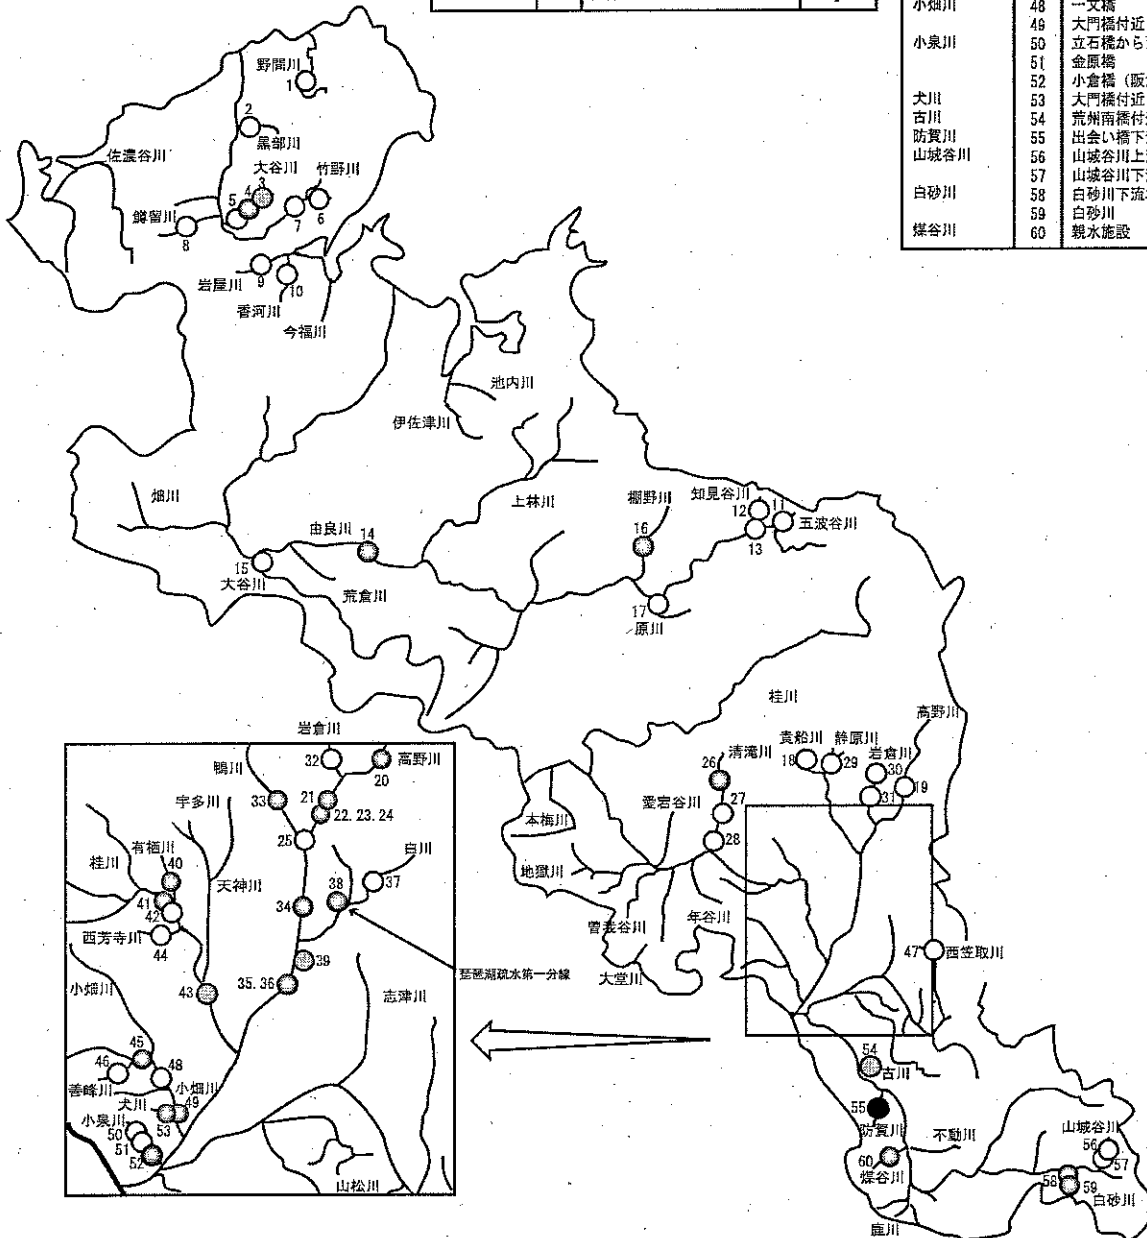 小畑川 48 一文橋
49 大門橋付近
小泉川 50 立石橋から
51 金原橋
52 小倉橋（阪
犬川 53 大門橋付近
古川 54 荒州南橋付
防賀川 55 出会い橋下
山城谷川 56 山城谷川上
57 山城谷川下
白砂川 58 白砂川下流
59 白砂川
煤谷川 60 親水施設
野間川
1
2
黒部川
佐濃谷川
大谷川
竹野川
3
4
5
6
7
鱒留川
8
岩屋川
9
10
香河川
今福川
池内川
伊佐津川
畑川
上林川
棚野川
知見谷川
12
11
五波谷川
13
由良川
14
16
15
大谷川
荒倉川
17
原川
桂川
高野川
貴船川
静原川
岩倉川
清滝川
18
29
30
19
31
26
27
愛宕谷川
28
本梅川
地獄川
曽我谷川
年谷川
大堂川
47
西笠取川
岩倉川
32
高野川
20
鴨川
33
21
22. 23. 24
宇多川
25
有栖川
桂川
40
天神川
白川
41
38
37
42
34
西芳寺川
44
琵琶湖疏水第一分線
小畑川
43
39
35. 36
志津川
45
46
48
善峰川
小畑川
49
犬川
53
小泉川
50
51
52
山松川
54
古川
55
防賀川
不動川
山城谷川
56
57
60
煤谷川
58
59
白砂川
鹿川